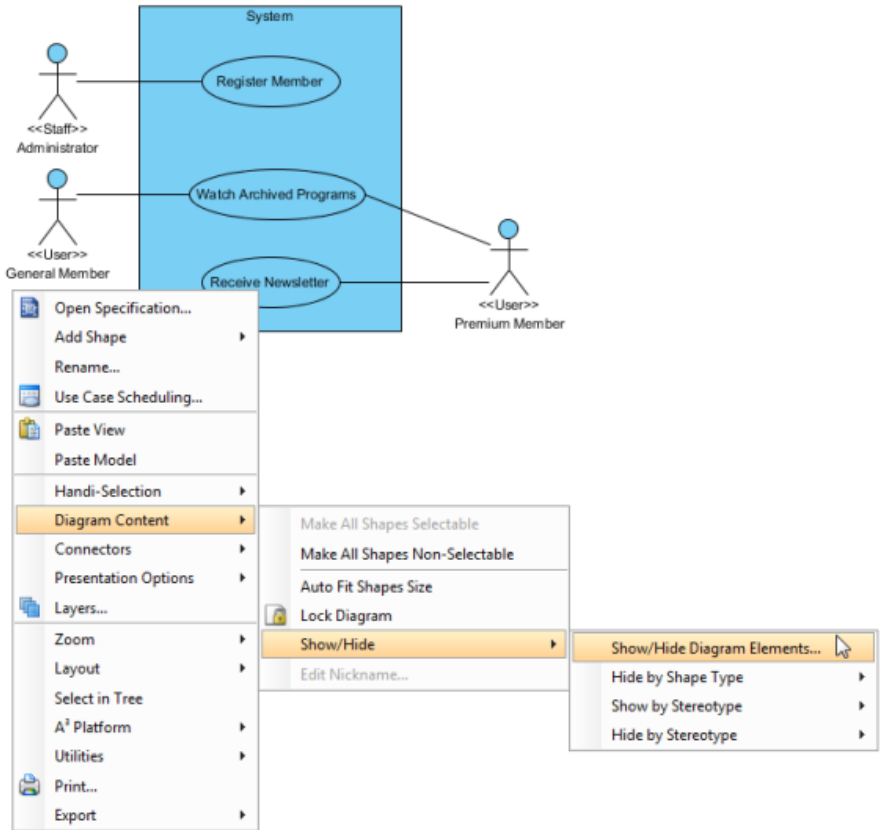 System
Register Member
<<Staff>>
Administrator
Watch Archived Programs
<<User>>
General Member
Receive Newsletter
<<User>>
Premium Member
Open Specification...
Add Shape
Rename...
Use Case Scheduling...
Paste View
Paste Model
Handi-Selection
Diagram Content
Connectors
Presentation Options
Layers...
Zoom
Layout
Select in Tree
A³ Platform
Utilities
Print...
Export
Make All Shapes Selectable
Make All Shapes Non-Selectable
Auto Fit Shapes Size
Lock Diagram
Show/Hide
Edit Nickname...
Show/Hide Diagram Elements...
Hide by Shape Type
Show by Stereotype
Hide by Stereotype